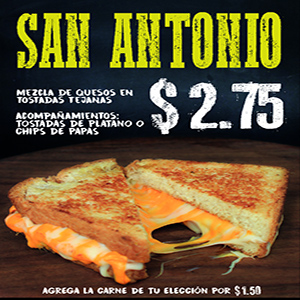 SAN ANTONIO
MEZCLA DE QUESOS EN
TOSTADAS TEJANAS
$2.75
ACOMPAÑAMIENTOS:
TOSTADAS DE PLATANO O
CHIPS DE PAPAS
AGREGA LA CARNE DE TU ELECCIÓN POR $1.50